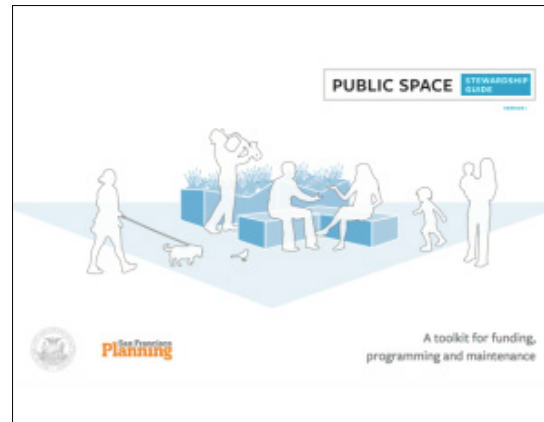 PUBLIC SPACE
STEWARDSHIP
GUIDE
San Francisco
Planning
A toolkit for funding,
programming and maintenance